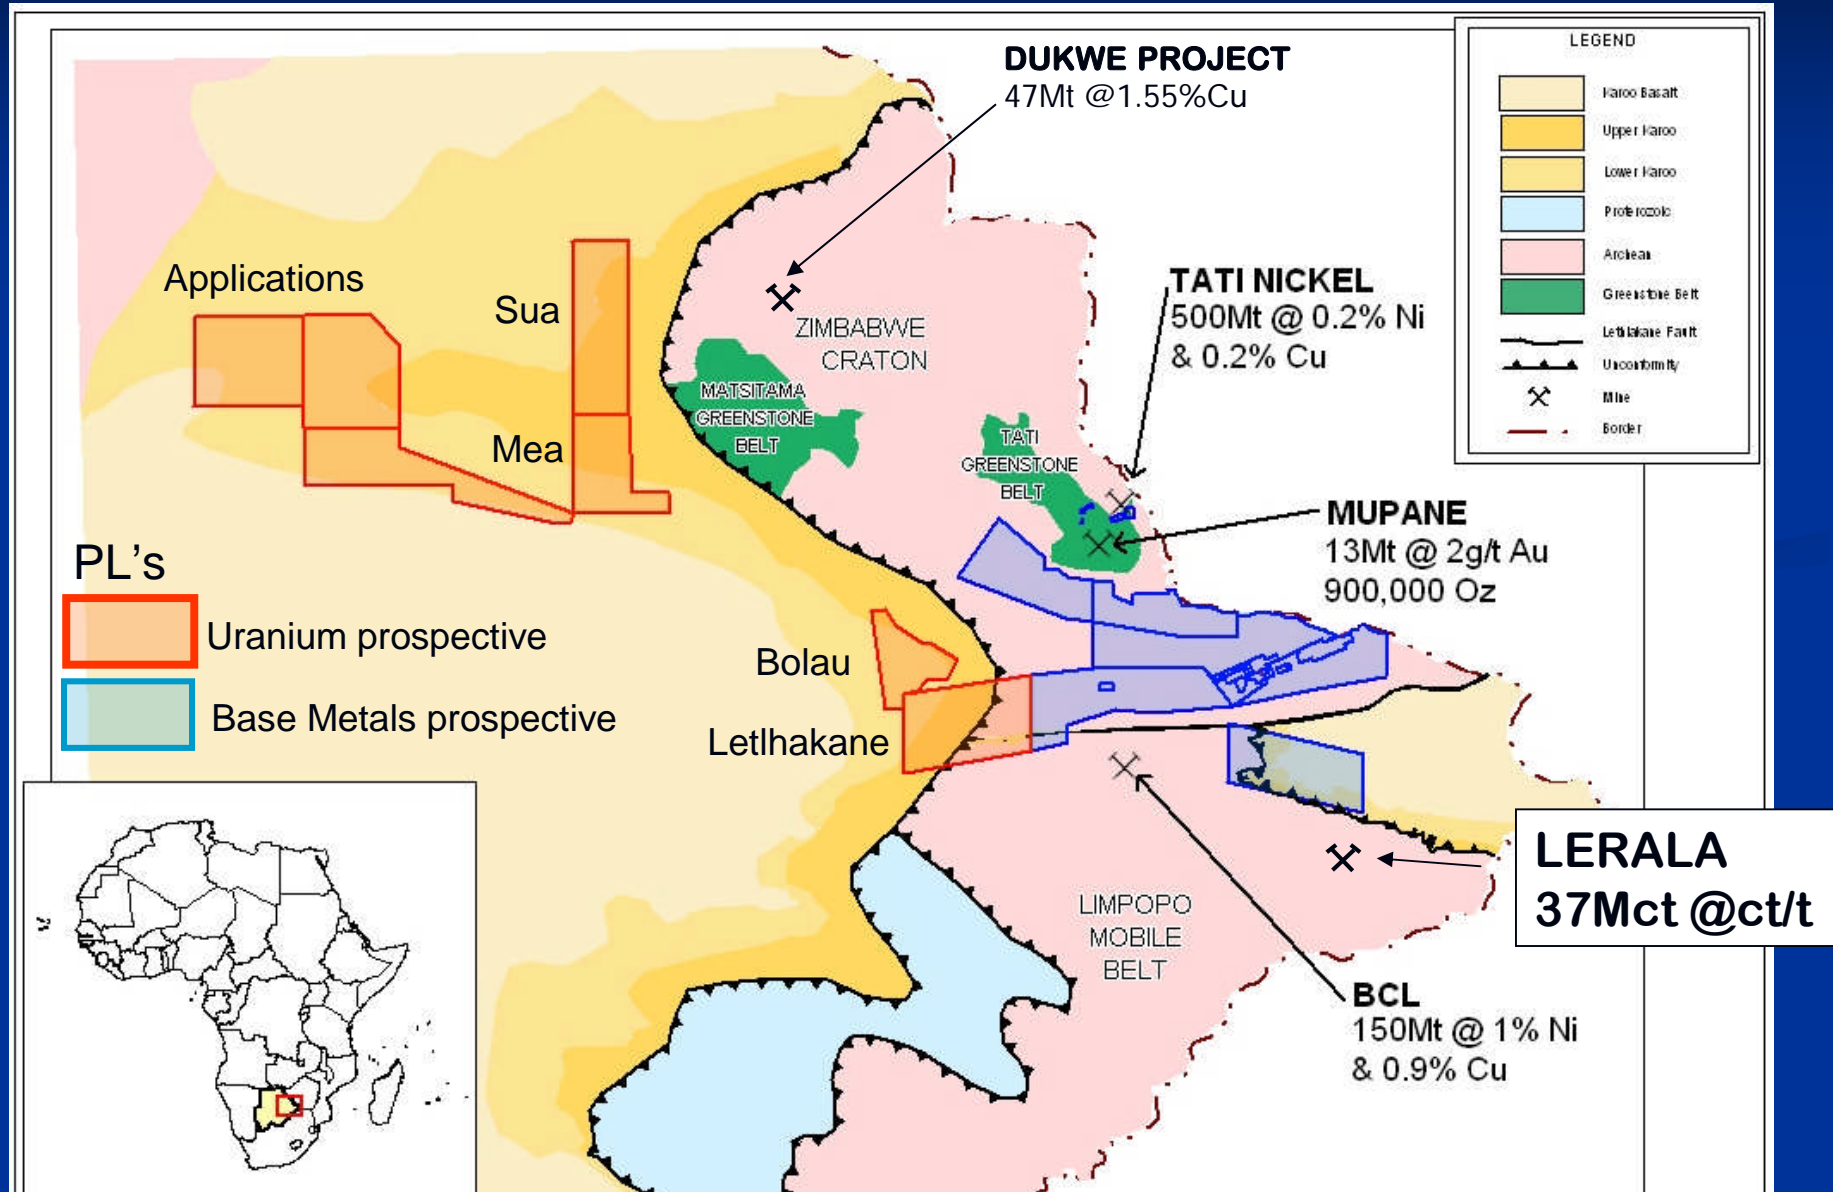 DUKWE PROJECT
47Mt @1.55%Cu
LEGEND
Karoo Basalt
Upper Karoo
Lower Karoo
Proterozoic
Archean
Greenstone Belt
Letlhakane Fault
Unconformity
Mine
Border
Applications
Sua
Mea
ZIMBABWE
CRATON
TATI NICKEL
500Mt @ 0.2% Ni
& 0.2% Cu
MATSITAMA
GREENSTONE
BELT
TATI
GREENSTONE
BELT
MUPANE
13Mt @ 2g/t Au
900,000 Oz
PL's
Uranium prospective
Base Metals prospective
Bolau
Letlhakane
LERALA
37Mct @ct/t
LIMPOPO
MOBILE
BELT
BCL
150Mt @ 1% Ni
& 0.9% Cu